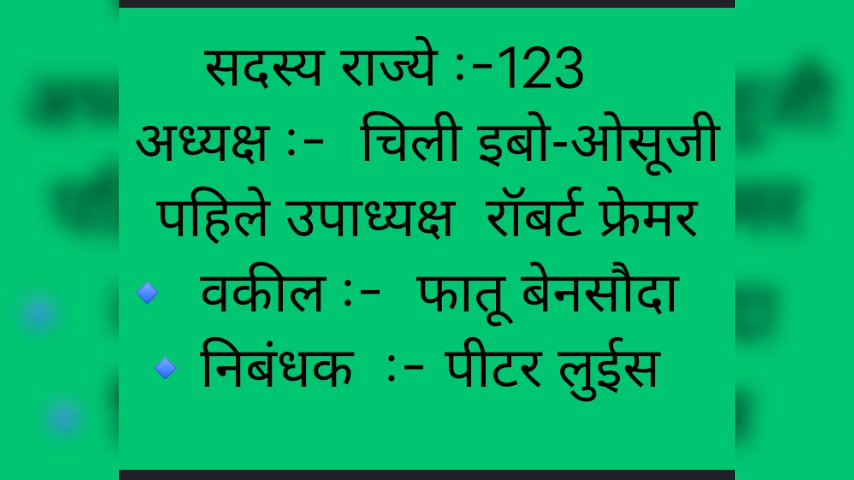 सदस्य राज्ये :-123
अध्यक्ष :- चिली इबो-ओसूजी
पहिले उपाध्यक्ष रॉबर्ट फ्रेमर
🔹 वकील :- फातू बेनसौदा
🔹 निबंधक :- पीटर लुईस